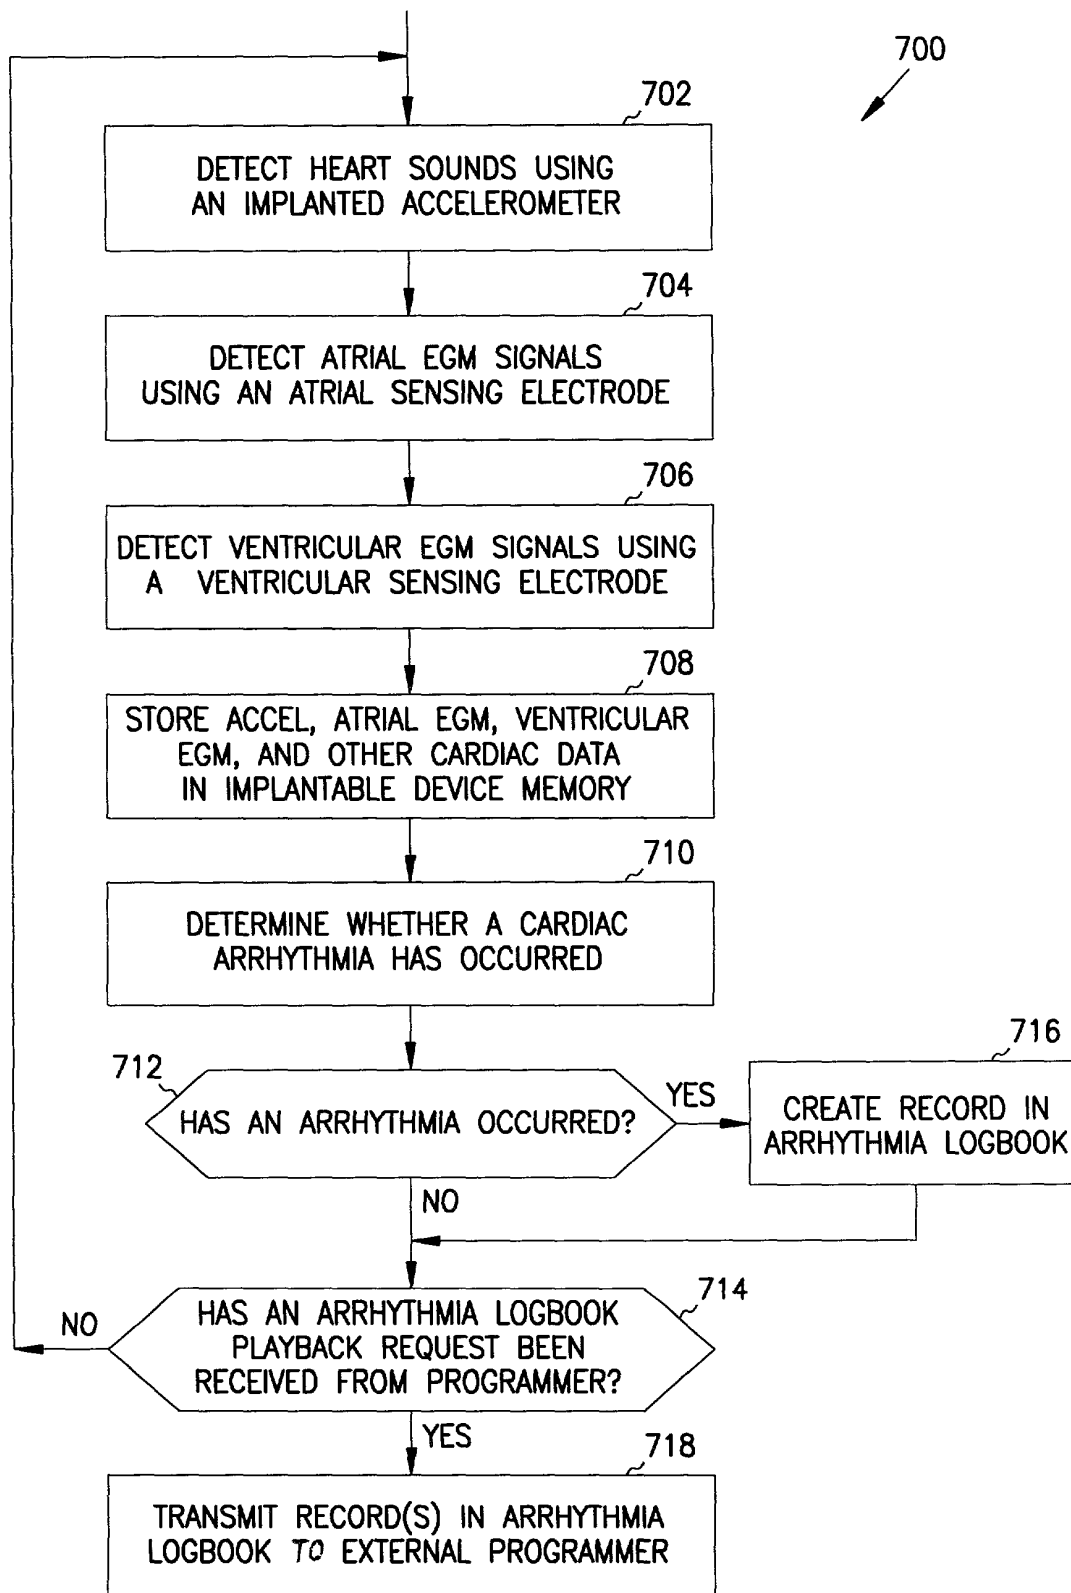 700
702
DETECT HEART SOUNDS USING
AN IMPLANTED ACCELEROMETER
704
DETECT ATRIAL EGM SIGNALS
USING AN ATRIAL SENSING ELECTRODE
706
DETECT VENTRICULAR EGM SIGNALS USING
A VENTRICULAR SENSING ELECTRODE
708
STORE ACCEL, ATRIAL EGM, VENTRICULAR
EGM, AND OTHER CARDIAC DATA
IN IMPLANTABLE DEVICE MEMORY
710
DETERMINE WHETHER A CARDIAC
ARRHYTHMIA HAS OCCURRED
712
HAS AN ARRHYTHMIA OCCURRED?
YES
716
CREATE RECORD IN
ARRHYTHMIA LOGBOOK
NO
714
HAS AN ARRHYTHMIA LOGBOOK
PLAYBACK REQUEST BEEN
RECEIVED FROM PROGRAMMER?
NO
YES
718
TRANSMIT RECORD(S) IN ARRHYTHMIA
LOGBOOK TO EXTERNAL PROGRAMMER